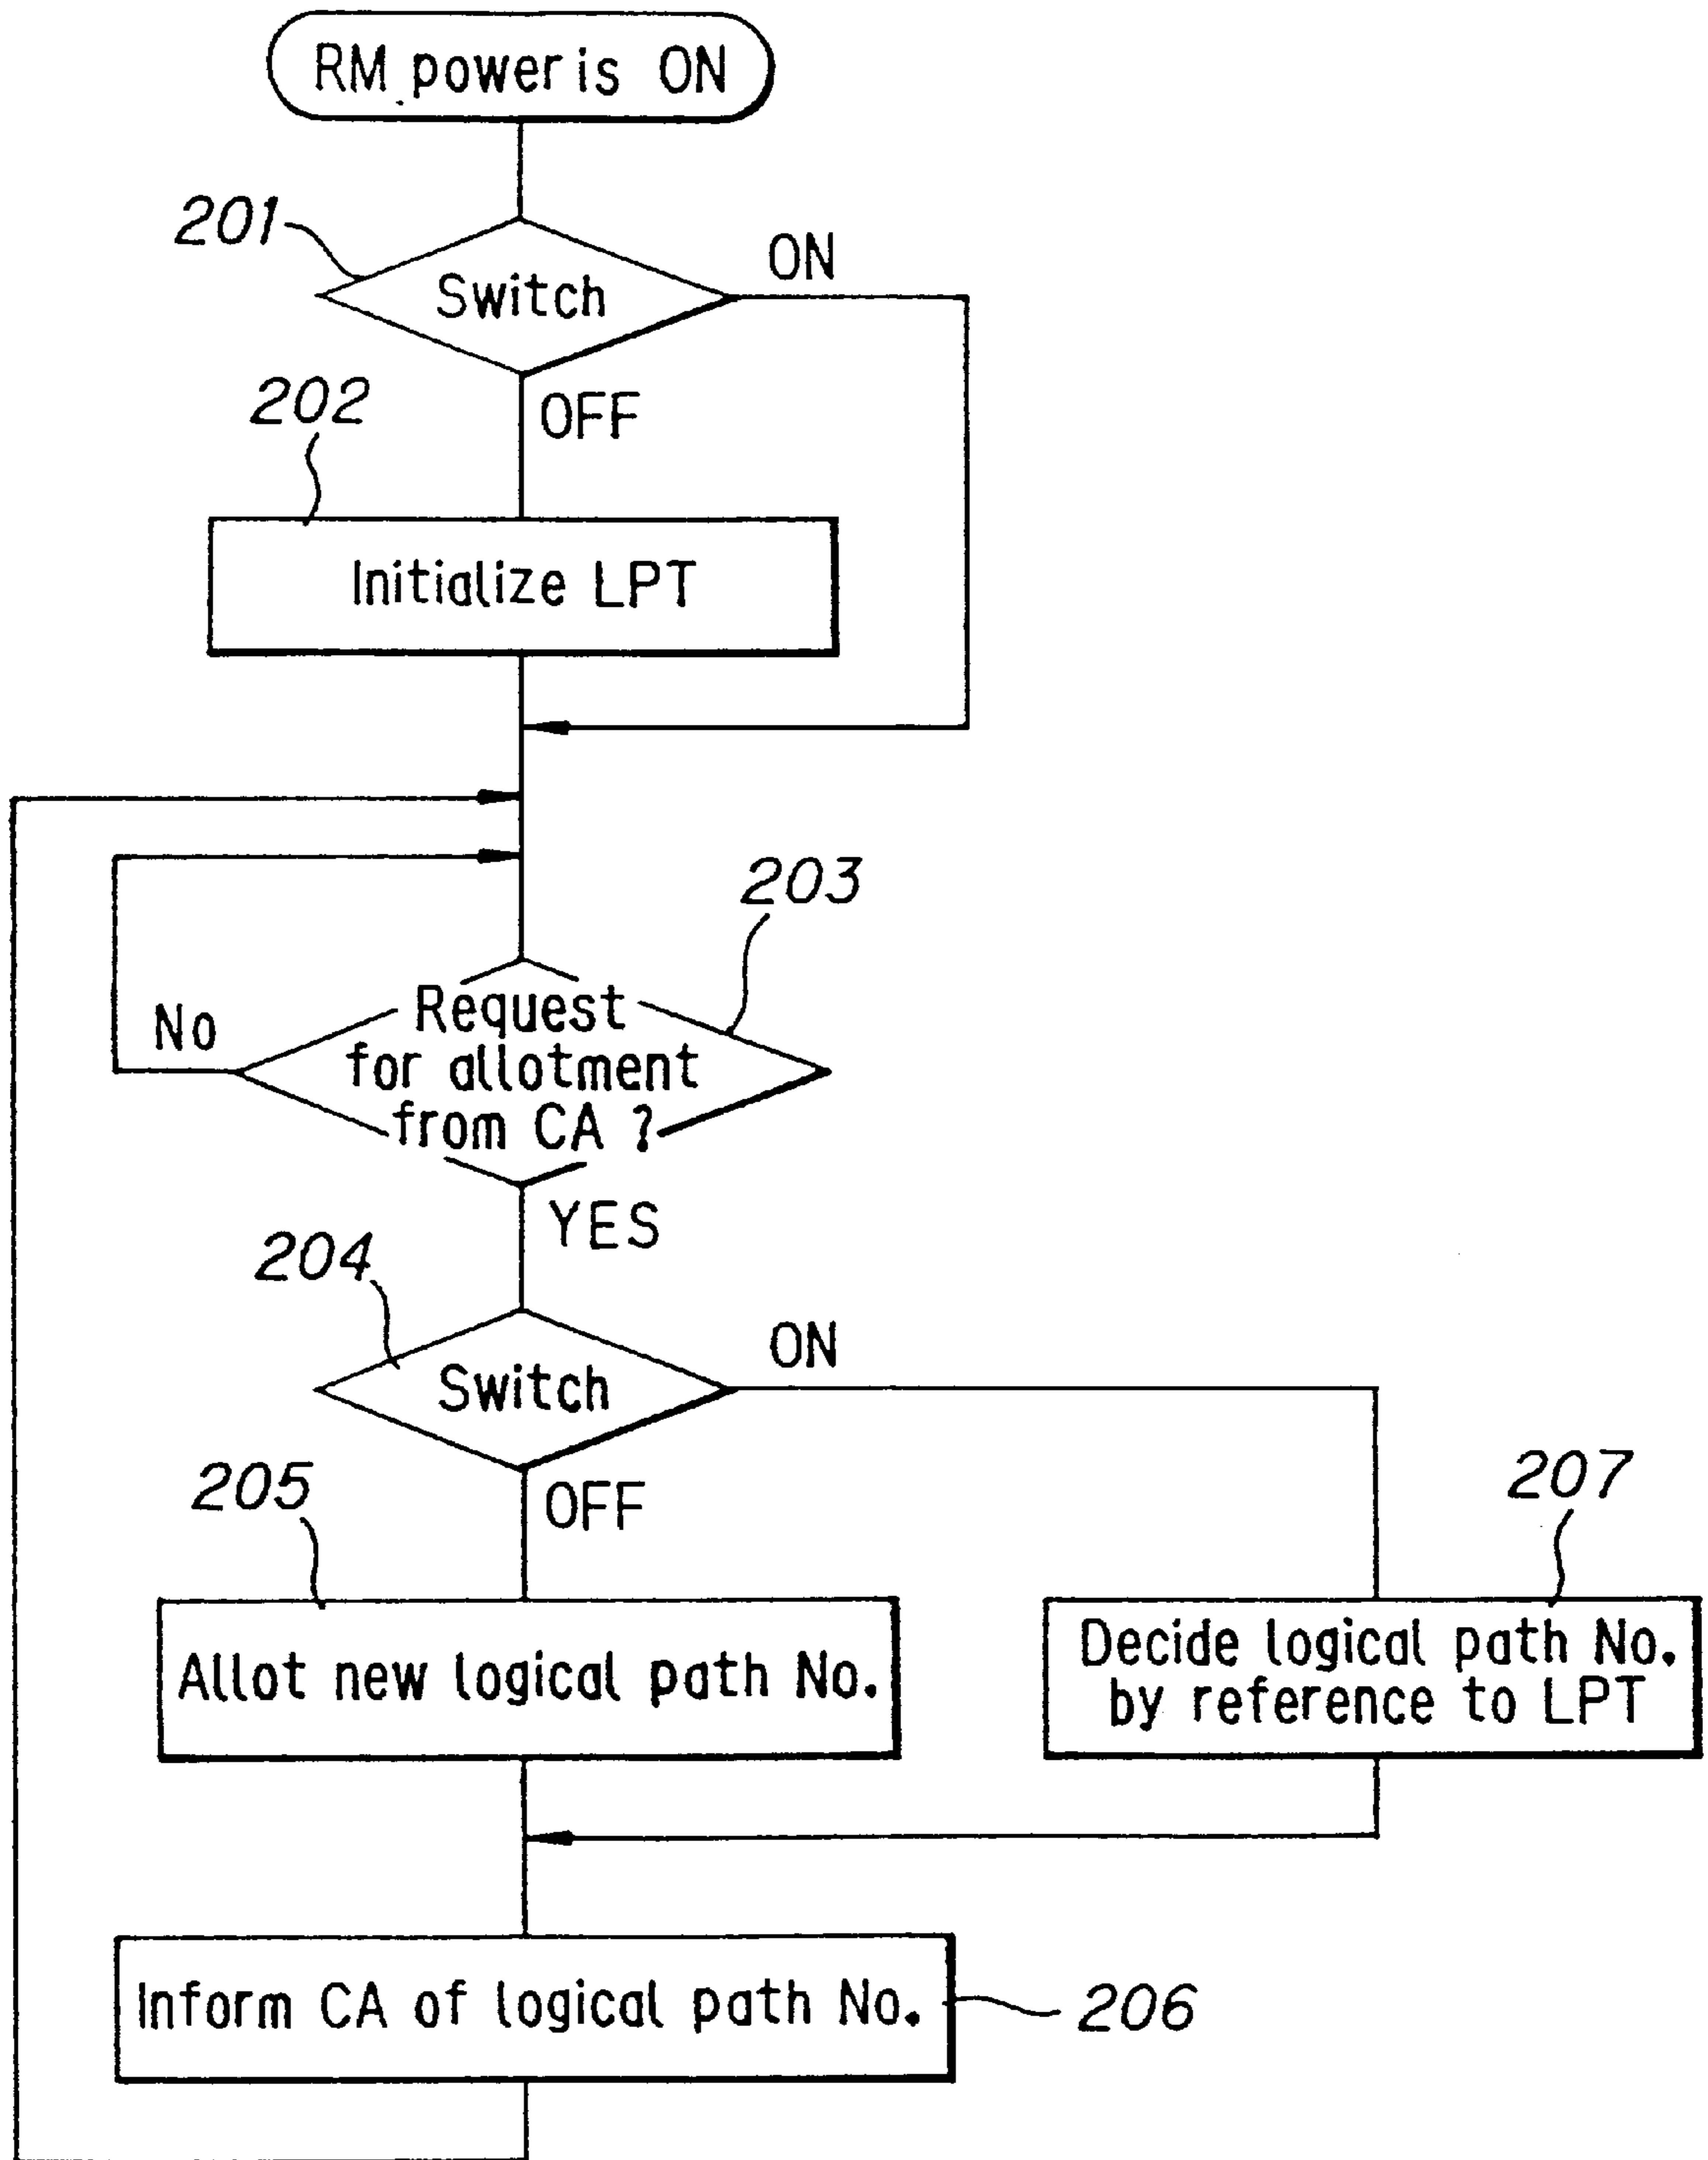 RM power is ON
201
Switch
ON
OFF
202
Initialize LPT
203
No
Request
for allotment
from CA ?
YES
204
Switch
ON
OFF
205
207
Allot new logical path No.
Decide logical path No.
by reference to LPT
Inform CA of logical path No.
206